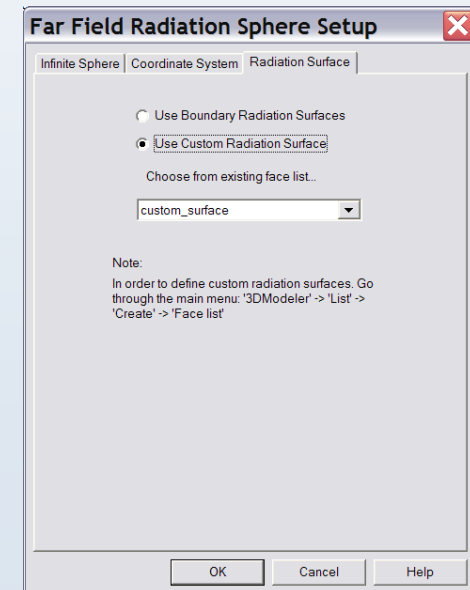 Far Field Radiation Sphere Setup
Infinite Sphere
Coordinate System
Radiation Surface
Use Boundary Radiation Surfaces
Use Custom Radiation Surface
Choose from existing face list...
custom_surface
Note:
In order to define custom radiation surfaces. Go
through the main menu: '3DModeler' -> 'List' ->
'Create' -> 'Face list'
OK
Cancel
Help